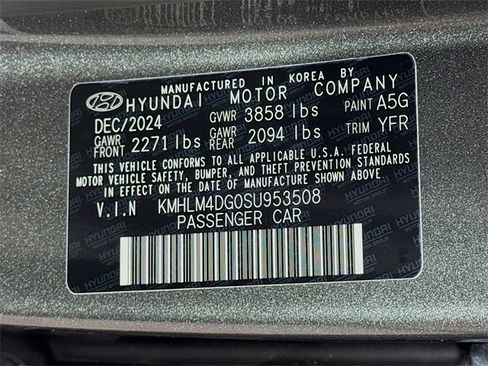 MANUFACTURED IN KOREA BY
HYUNDAI MOTOR COMPANY
DEC/2024 GVWR 3858 lbs PAINT A5G
GAWR FRONT 2271 lbs GAWR REAR 2094 lbs TRIM YFR
THIS VEHICLE CONFORMS TO ALL APPLICABLE U.S.A. FEDERAL
MOTOR VEHICLE SAFETY, BUMPER, AND THEFT PREVENTION STANDARDS
IN EFFECT ON THE DATE OF MANUFACTURE SHOWN ABOVE.
V.I.N KMHLM4DG0SU953508
PASSENGER CAR